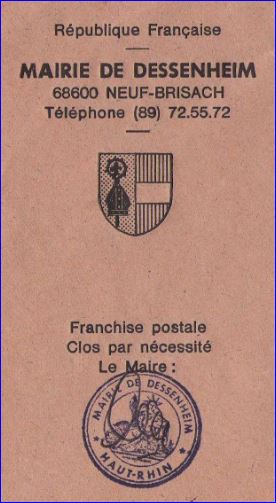 République Française
MAIRIE DE DESSENHEIM
68600 NEUF-BRISACH
Téléphone (89) 72.55.72
Franchise postale
Clos par nécessité
Le Maire :
MAIRIE DE DESSENHEIM
HAUT-RHIN